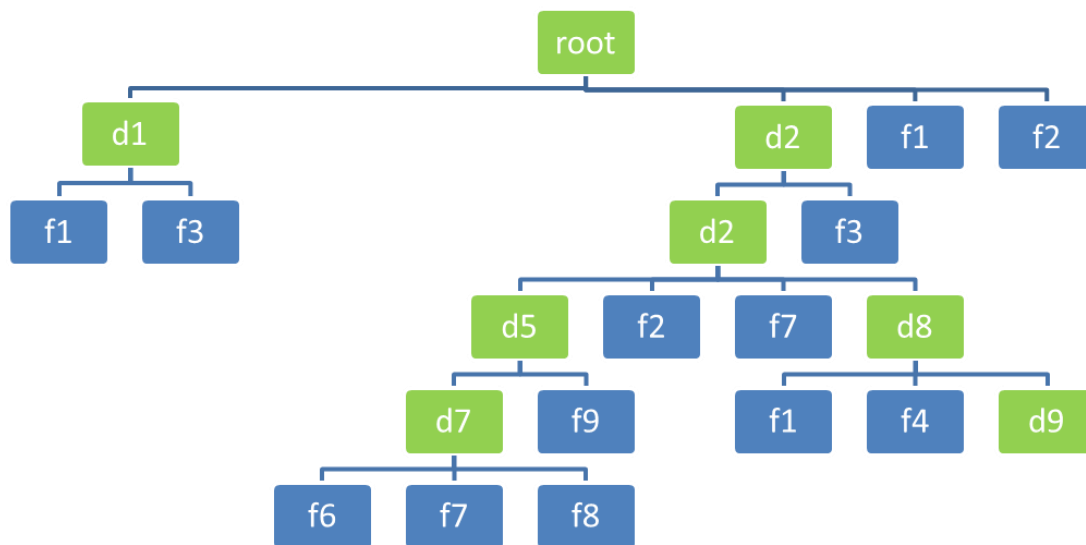 root
d1 d2 f1 f2
f1 f3 d2 f3
d5 f2 f7 d8
d7 f9 f1 f4 d9
f6 f7 f8